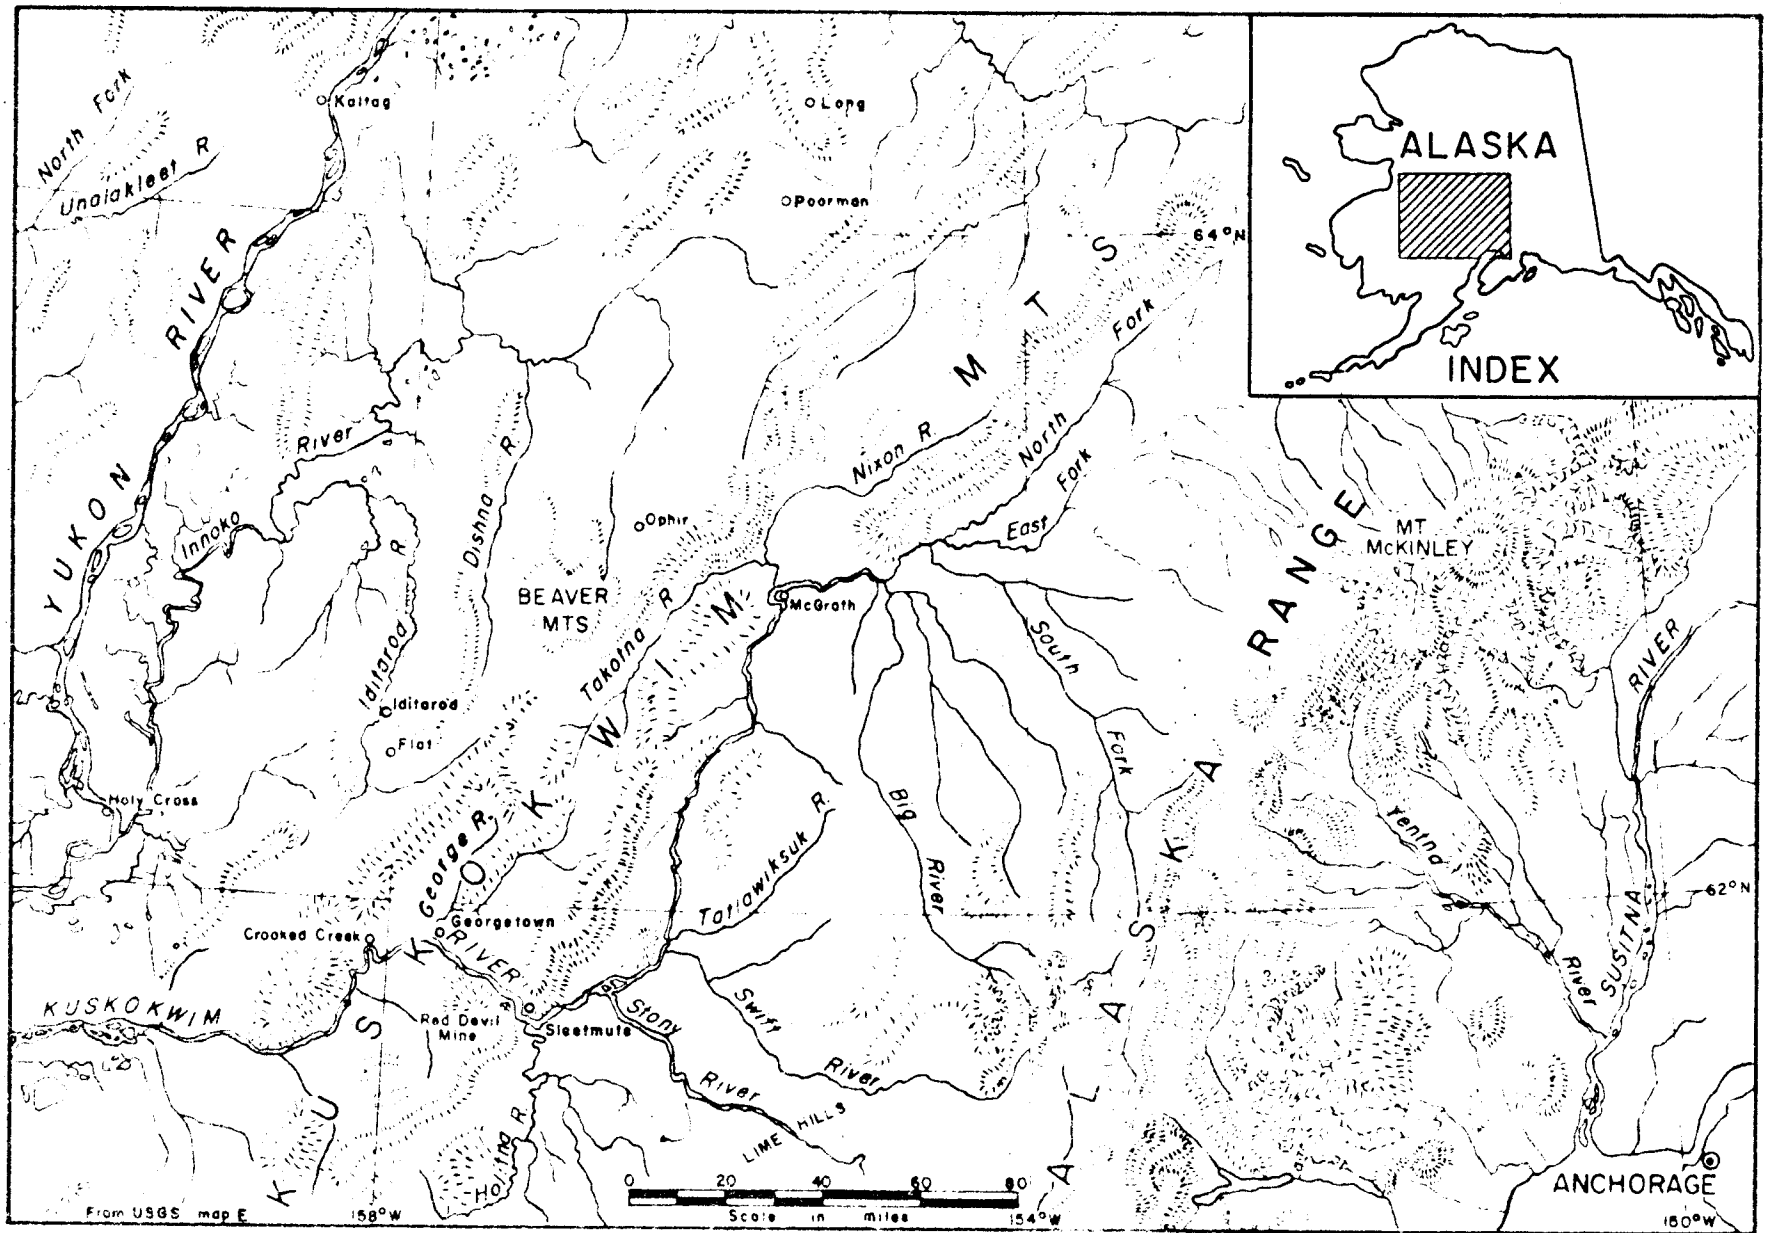 North Fork
Unalakleet R
Kaltag
Long
Poorman
64°N
ALASKA
INDEX
YUKON RIVER
River
Innoko
Iditarod R
Dishna R
Ophir
BEAVER
MTS
Takotna R
Nixon R.
North Fork
East Fork
McGrath
South Fork
ALASKA RANGE
MT
McKINLEY
RIVER
SUSITNA
Yentna River
62°N
Iditarod
Flat
Holy Cross
George R.
Georgetown
Crooked Creek
RIVER
KUSKOKWIM
Red Devil
Mine
Sleetmute
Stony River
Swift River
Tatlawiksuk R
Big River
LIME HILLS
Holitna R
KUSKOKWIM MTS
ANCHORAGE
0 20 40 60 80
Scale in miles
From USGS map E
158°W
154°W
150°W